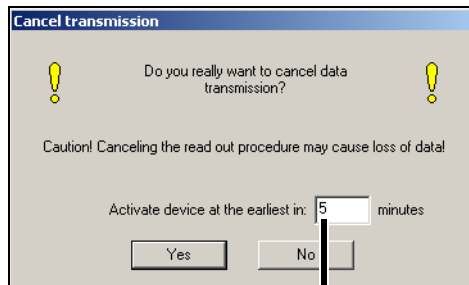 Cancel transmission
Do you really want to cancel data
transmission?
Caution! Canceling the read out procedure may cause loss of data!
Activate device at the earliest in: 5 minutes
Yes No